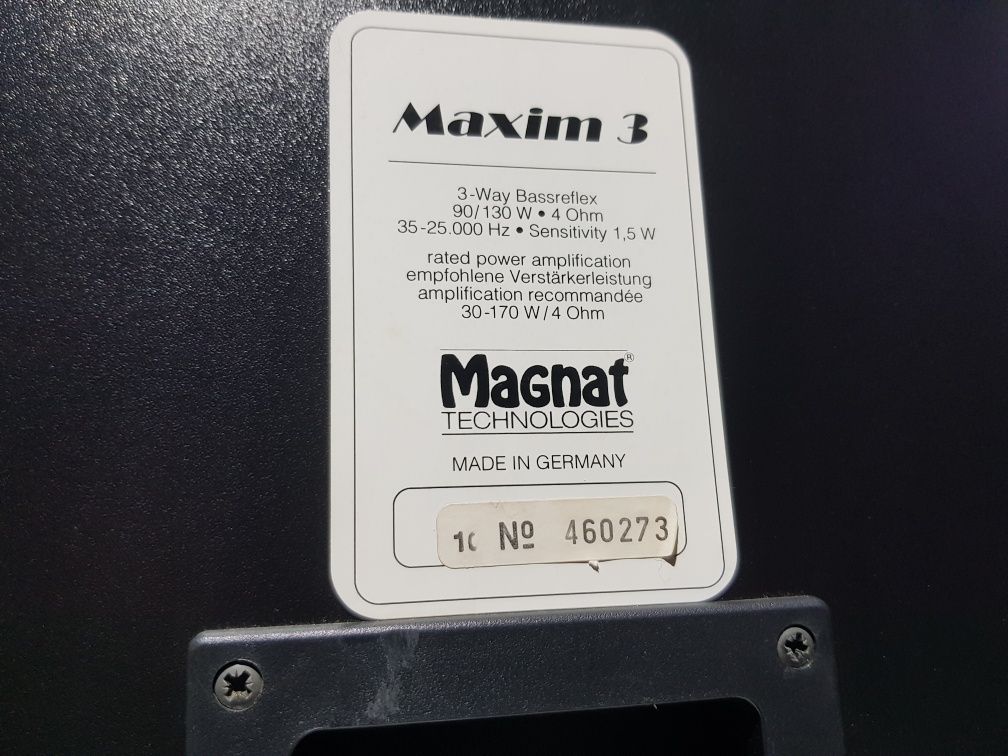 Maxim 3
3-Way Bassreflex
90/130 W • 4 Ohm
35-25.000 Hz • Sensitivity 1,5 W
rated power amplification
empfohlene Verstärkerleistung
amplification recommandée
30-170 W/4 Ohm
Magnat®
TECHNOLOGIES
MADE IN GERMANY
Nº 460273